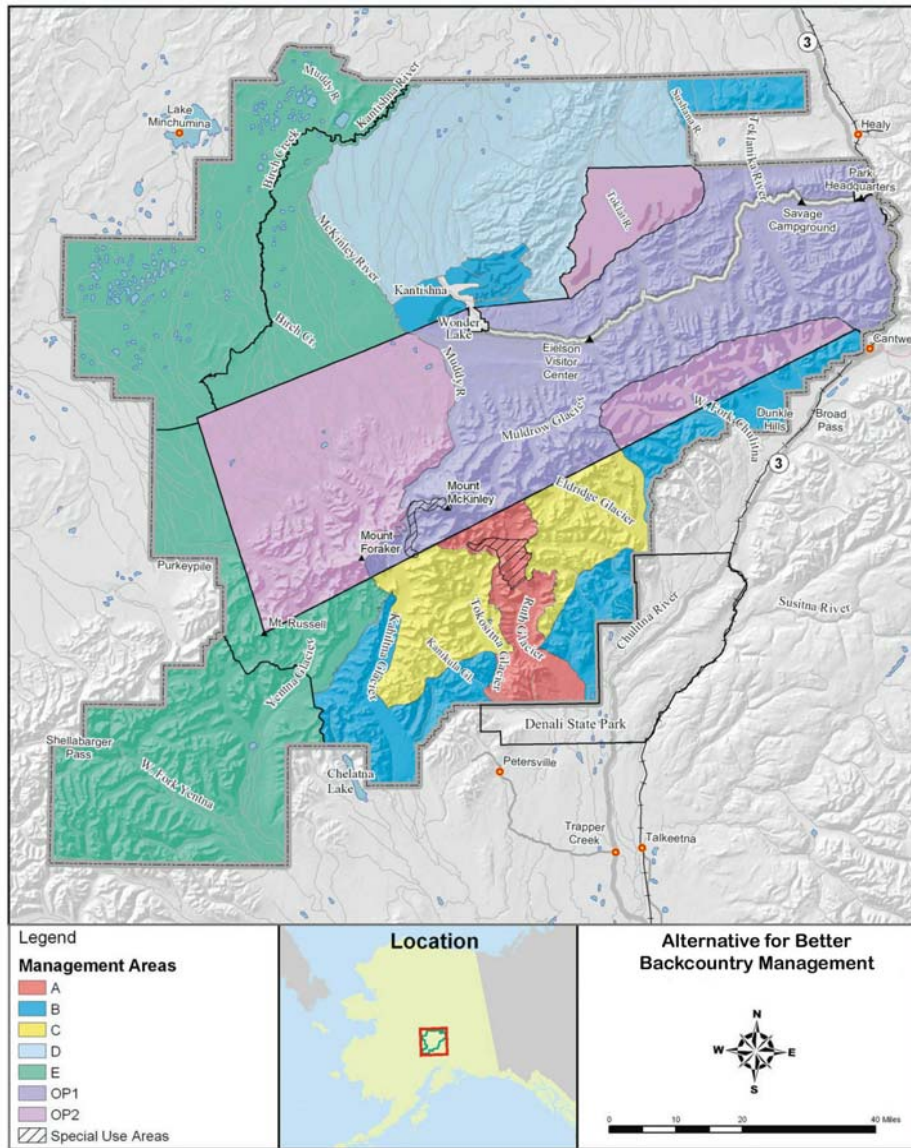 3
Muddy R
Kantishna River
Lake
Minchumina
Sushana R.
Healy
Birch Creek
Teklanika River
Park
Headquarters
Toklat R.
Savage
Campground
McKinley River
Kantishna
Birch Cr.
Wonder
Lake
Eielson
Visitor
Center
Cantwe
Muddy R
Muldrow Glacier
W. Fork Chulitna
Dunkle
Hills
Broad
Pass
3
Mount
McKinley
Eldridge Glacier
Mount
Foraker
Purkeypile
Mt. Russell
Kahiltna Glacier
Tokositna Glacier
Ruth Glacier
Chulitna River
Susitna River
Yentna Glacier
Kanikula Gl.
Denali State Park
Shellabarger
Pass
W. Fork Yentna
Chelatna
Lake
Petersville
Trapper
Creek
Talkeetna
Legend
Management Areas
A
B
C
D
E
OP1
OP2
Special Use Areas
Location
Alternative for Better
Backcountry Management
N
W E
S
0 10 20 40 Miles